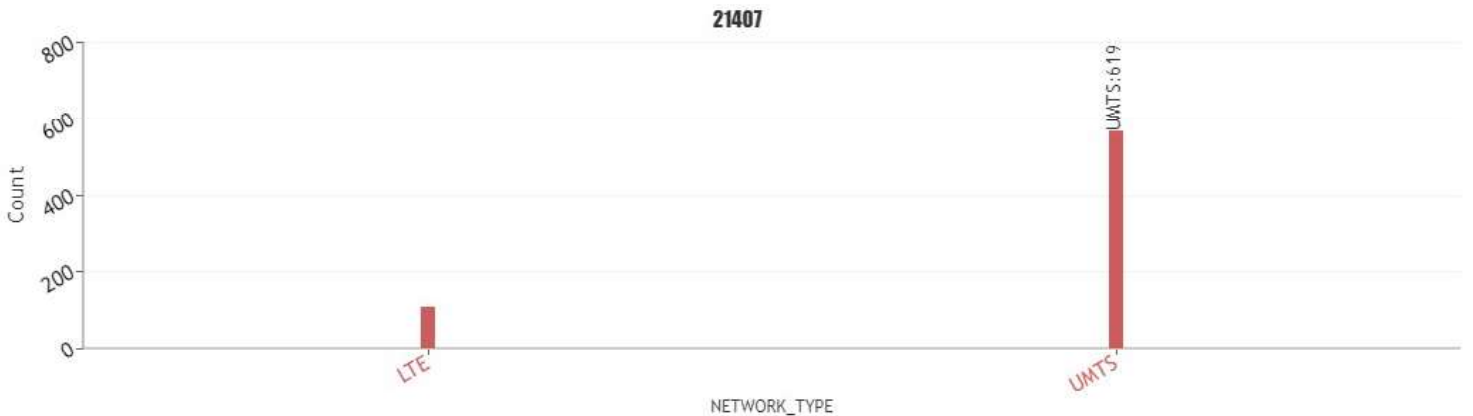 21407
800
600
400
200
0
Count
UMTS:619
LTE
UMTS
NETWORK_TYPE